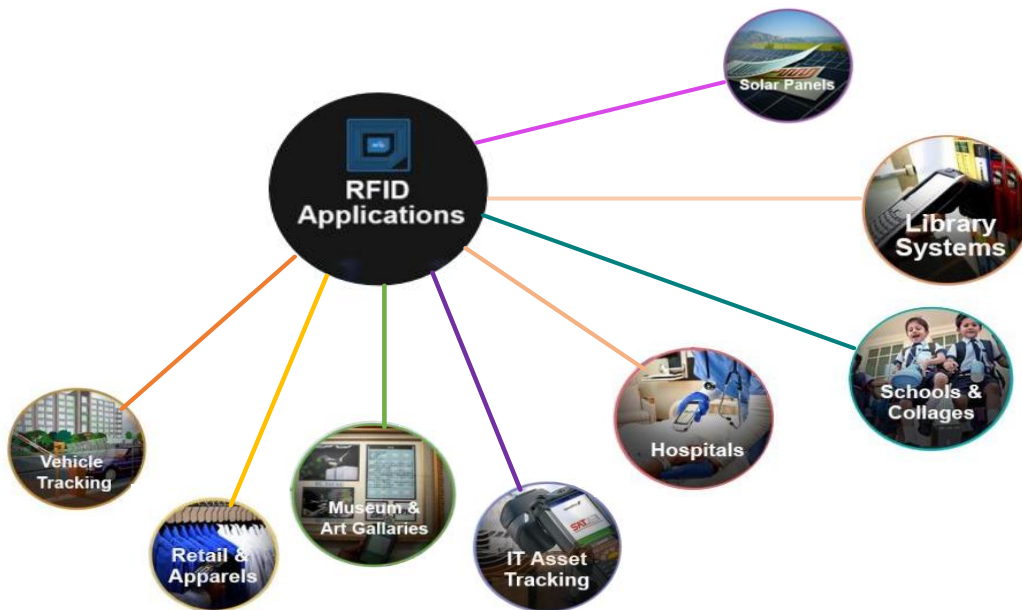 RFID
Applications
Solar Panels
Library
Systems
Schools &
Collages
Hospitals
IT Asset
Tracking
Museum &
Art Gallaries
Retail &
Apparels
Vehicle
Tracking